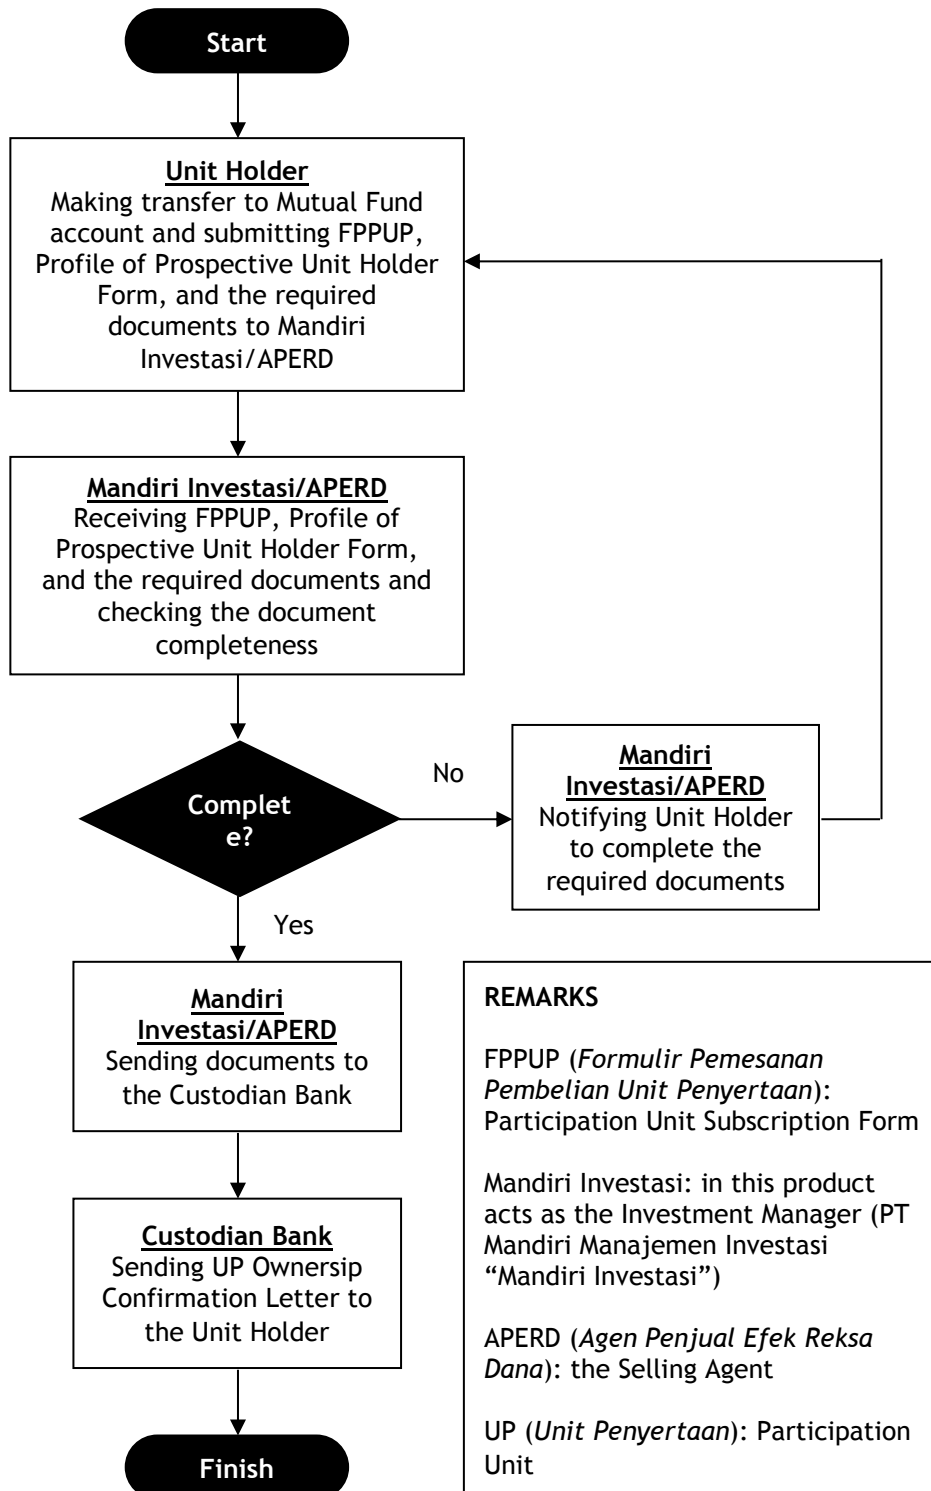 Start
Unit Holder
Making transfer to Mutual Fund
account and submitting FPPUP,
Profile of Prospective Unit Holder
Form, and the required
documents to Mandiri
Investasi/APERD
Mandiri Investasi/APERD
Receiving FPPUP, Profile of
Prospective Unit Holder Form,
and the required documents and
checking the document
completeness
Complet
e?
No
Mandiri
Investasi/APERD
Notifying Unit Holder
to complete the
required documents
Yes
Mandiri
Investasi/APERD
Sending documents to
the Custodian Bank
Custodian Bank
Sending UP Ownersip
Confirmation Letter to
the Unit Holder
Finish
REMARKS
FPPUP (Formulir Pemesanan
Pembelian Unit Penyertaan):
Participation Unit Subscription Form
Mandiri Investasi: in this product
acts as the Investment Manager (PT
Mandiri Manajemen Investasi
“Mandiri Investasi”)
APERD (Agen Penjual Efek Reksa
Dana): the Selling Agent
UP (Unit Penyertaan): Participation
Unit